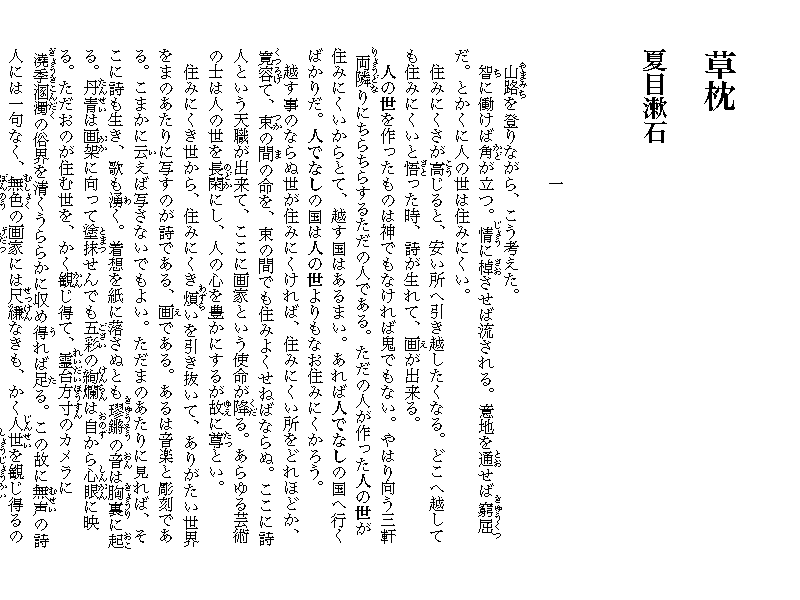 草枕
夏目漱石
一
山路を登りながら、こう考えた。
智に働けば角が立つ。情に棹させば流される。意地を通せば窮屈
だ。とかくに人の世は住みにくい。
住みにくさが高じると、安い所へ引き越したくなる。どこへ越して
も住みにくいと悟った時、詩が生れて、画が出来る。
人の世を作ったものは神でもなければ鬼でもない。やはり向う三軒
両隣りにちらちらするただの人である。ただの人が作った人の世が
住みにくいからとて、越す国はあるまい。あれば人でなしの国へ行く
ばかりだ。人でなしの国は人の世よりもなお住みにくかろう。
越す事のならぬ世が住みにくければ、住みにくい所をどれほどか、
寛容て、束の間の命を、束の間でも住みよくせねばならぬ。ここに詩
人という天職が出来て、ここに画家という使命が降る。あらゆる芸術
の士は人の世を長閑にし、人の心を豊かにするが故に尊とい。
住みにくき世から、住みにくき煩いを引き抜いて、ありがたい世界
をまのあたりに写すのが詩である、画である。あるは音楽と彫刻であ
る。こまかに云えば写さないでもよい。ただまのあたりに見れば、そ
こに詩も生き、歌も湧く。着想を紙に落さぬとも璆鏘の音は胸裏に起
る。丹青は画架に向って塗抹せんでも五彩の絢爛は自から心眼に映
る。ただおのが住む世を、かく観じ得て、霊台方寸のカメラに
澆季溷濁の俗界を清くうららかに収め得れば足る。この故に無声の詩
人には一句なく、無色の画家には尺縑なきも、かく人世を観じ得るの